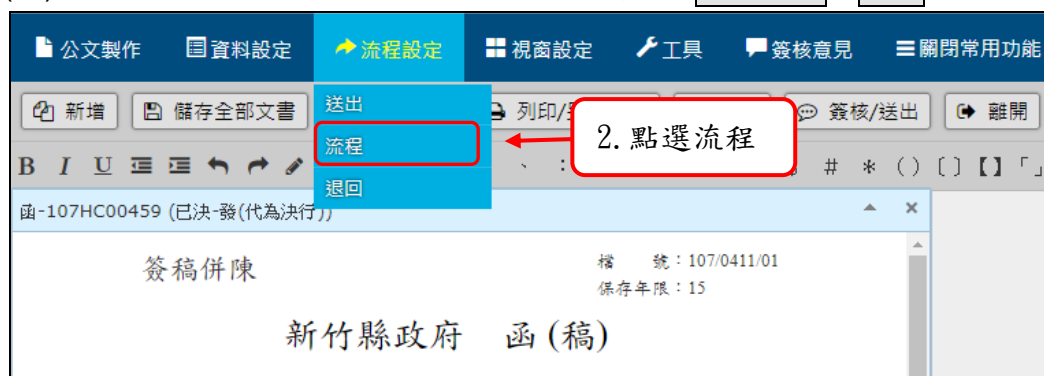 公文製作 資料設定 流程設定 視窗設定 工具 簽核意見 關閉常用功能
新增 儲存全部文書 送出 列印/ 簽核/送出 離開
流程
2.點選流程
B I U 、 : # * () 〔〕 【】 「」
退回
函-107HC00459 (已決-發(代為決行))
簽稿併陳
檔 號：107/0411/01
保存年限：15
新竹縣政府 函(稿)